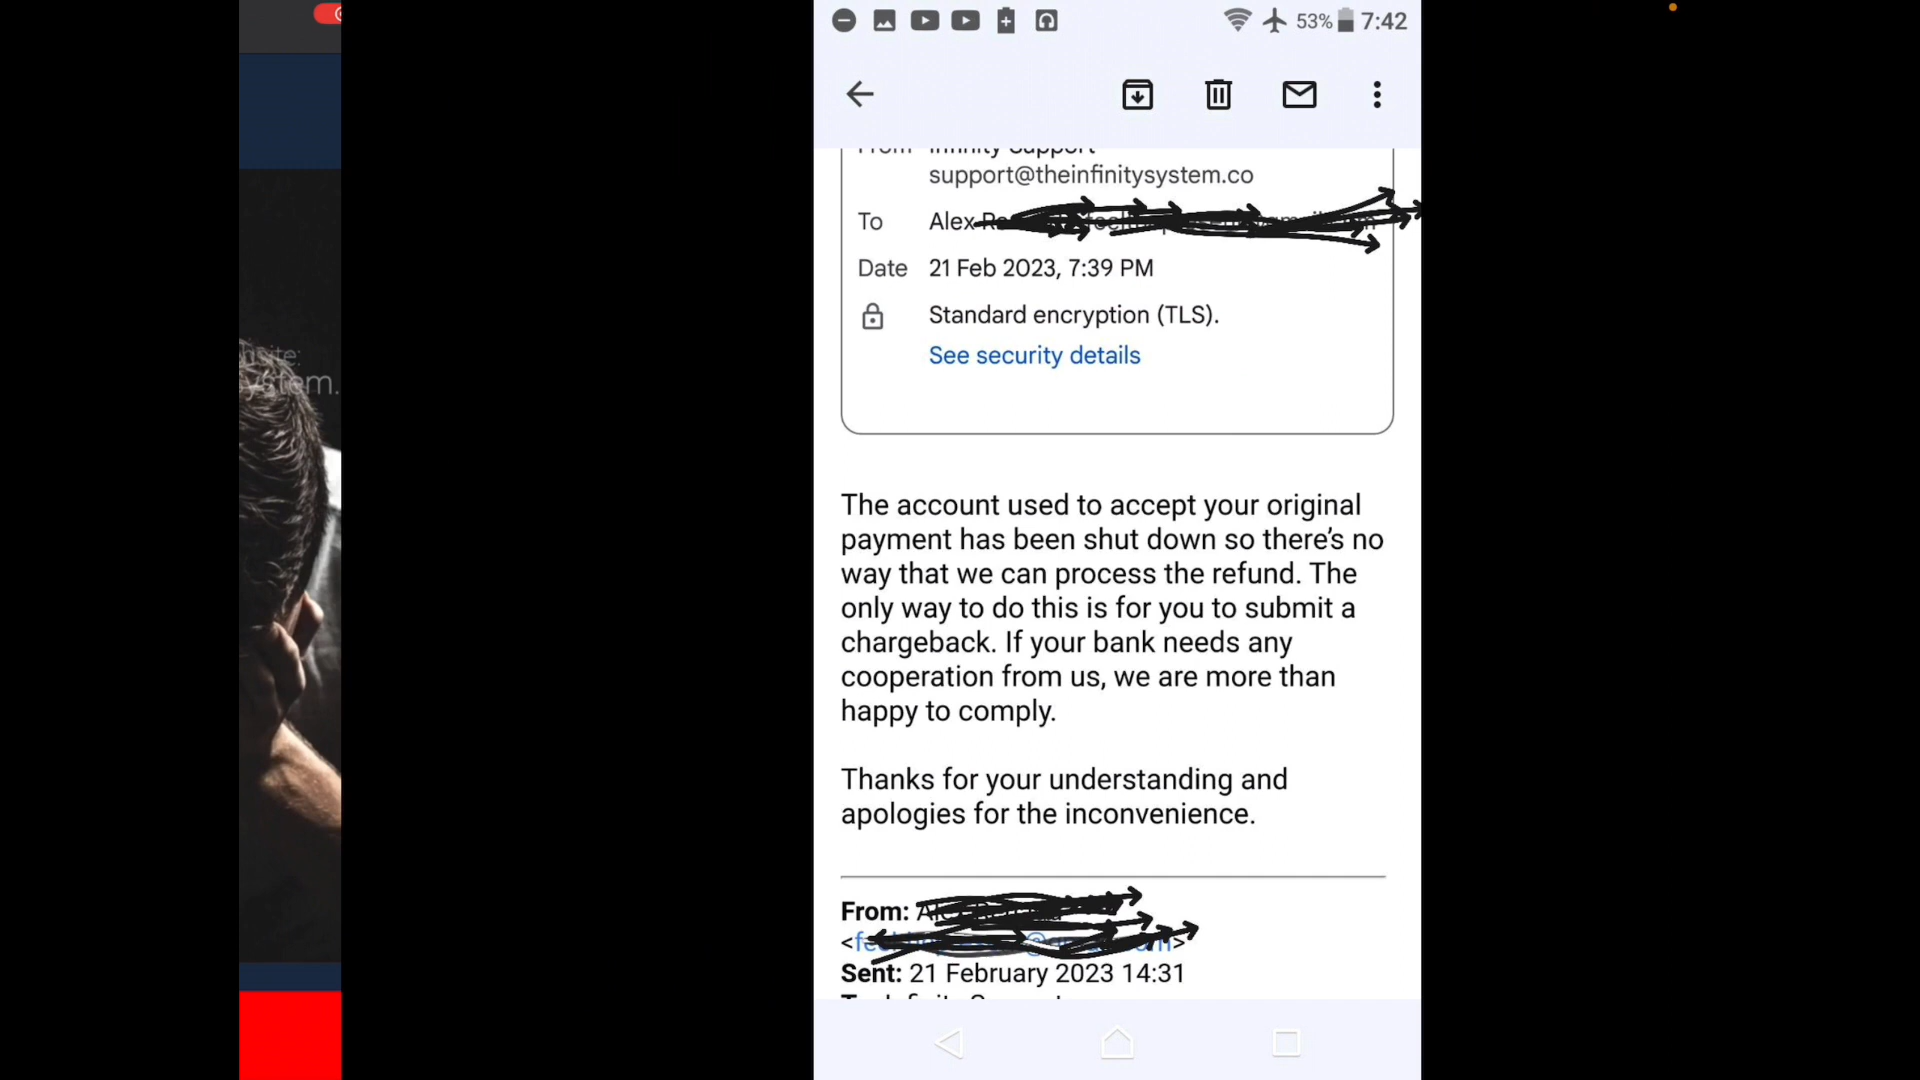 53% 7:42
From Infinity Support
support@theinfinitysystem.co
To Alex
Date 21 Feb 2023, 7:39 PM
Standard encryption (TLS).
See security details
ystem.
The account used to accept your original
payment has been shut down so there's no
way that we can process the refund. The
only way to do this is for you to submit a
chargeback. If your bank needs any
cooperation from us, we are more than
happy to comply.
Thanks for your understanding and
apologies for the inconvenience.
From:
Sent: 21 February 2023 14:31